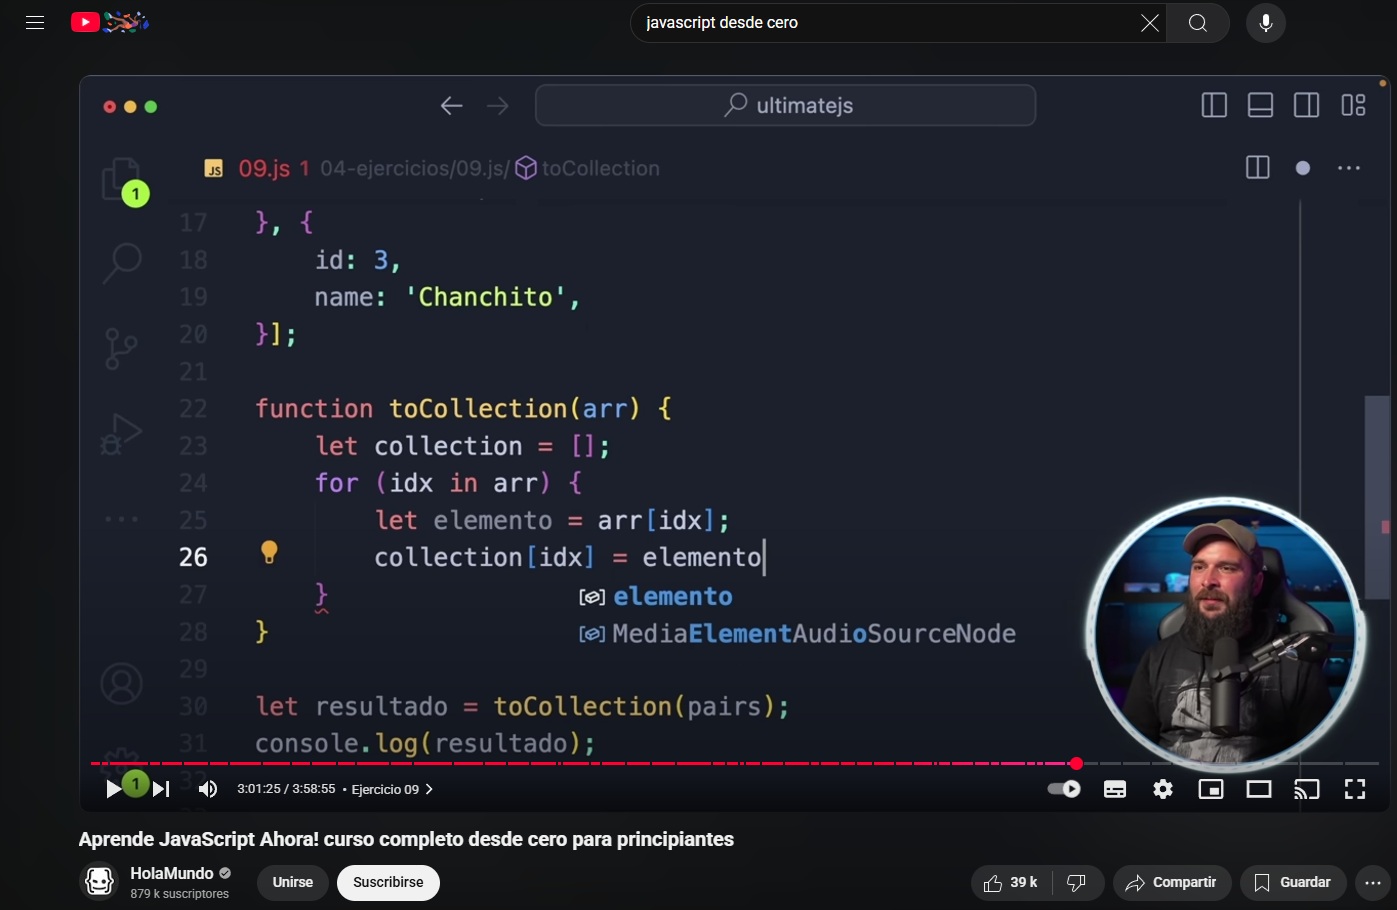 javascript desde cero
ultimatejs
JS 09.js 1 04-ejercicios/09.js/ toCollection
1
17 }, {
18 id: 3,
19 name: 'Chanchito',
20 }];
21
22 function toCollection(arr) {
23 let collection = [];
24 for (idx in arr) {
25 let elemento = arr[idx];
26 collection[idx] = elemento
27 }
elemento
28 }
MediaElementAudioSourceNode
29
30 let resultado = toCollection(pairs);
31 console.log(resultado);
32
1
3:01:25 / 3:58:55 • Ejercicio 09
Aprende JavaScript Ahora! curso completo desde cero para principiantes
HolaMundo
879 k suscriptores
Unirse
Suscribirse
39 k
Compartir
Guardar